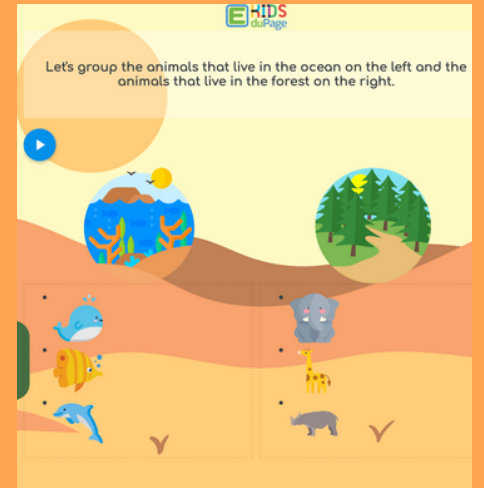 E KIDS
duPage
Let's group the animals that live in the ocean on the left and the
animals that live in the forest on the right.